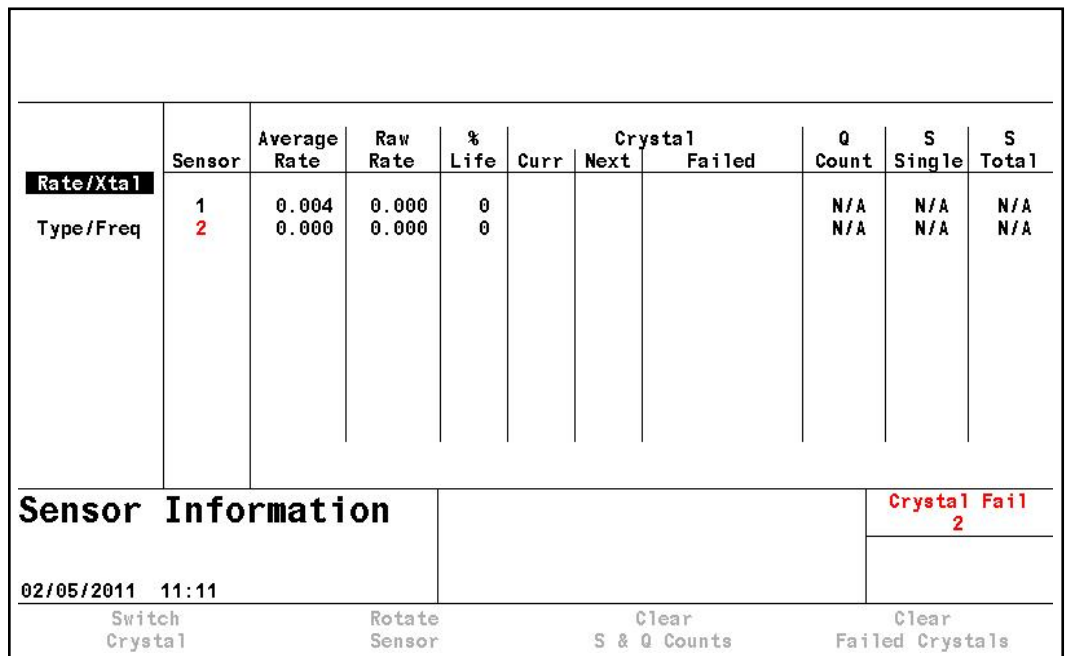 Average Raw % Crystal Q S S
Sensor Rate Rate Life Curr Next Failed Count Single Total
Rate/Xtal
1 0.004 0.000 0 N/A N/A N/A
Type/Freq 2 0.000 0.000 0 N/A N/A N/A
Sensor Information
Crystal Fail
2
02/05/2011 11:11
Switch Rotate Clear Clear
Crystal Sensor S & Q Counts Failed Crystals